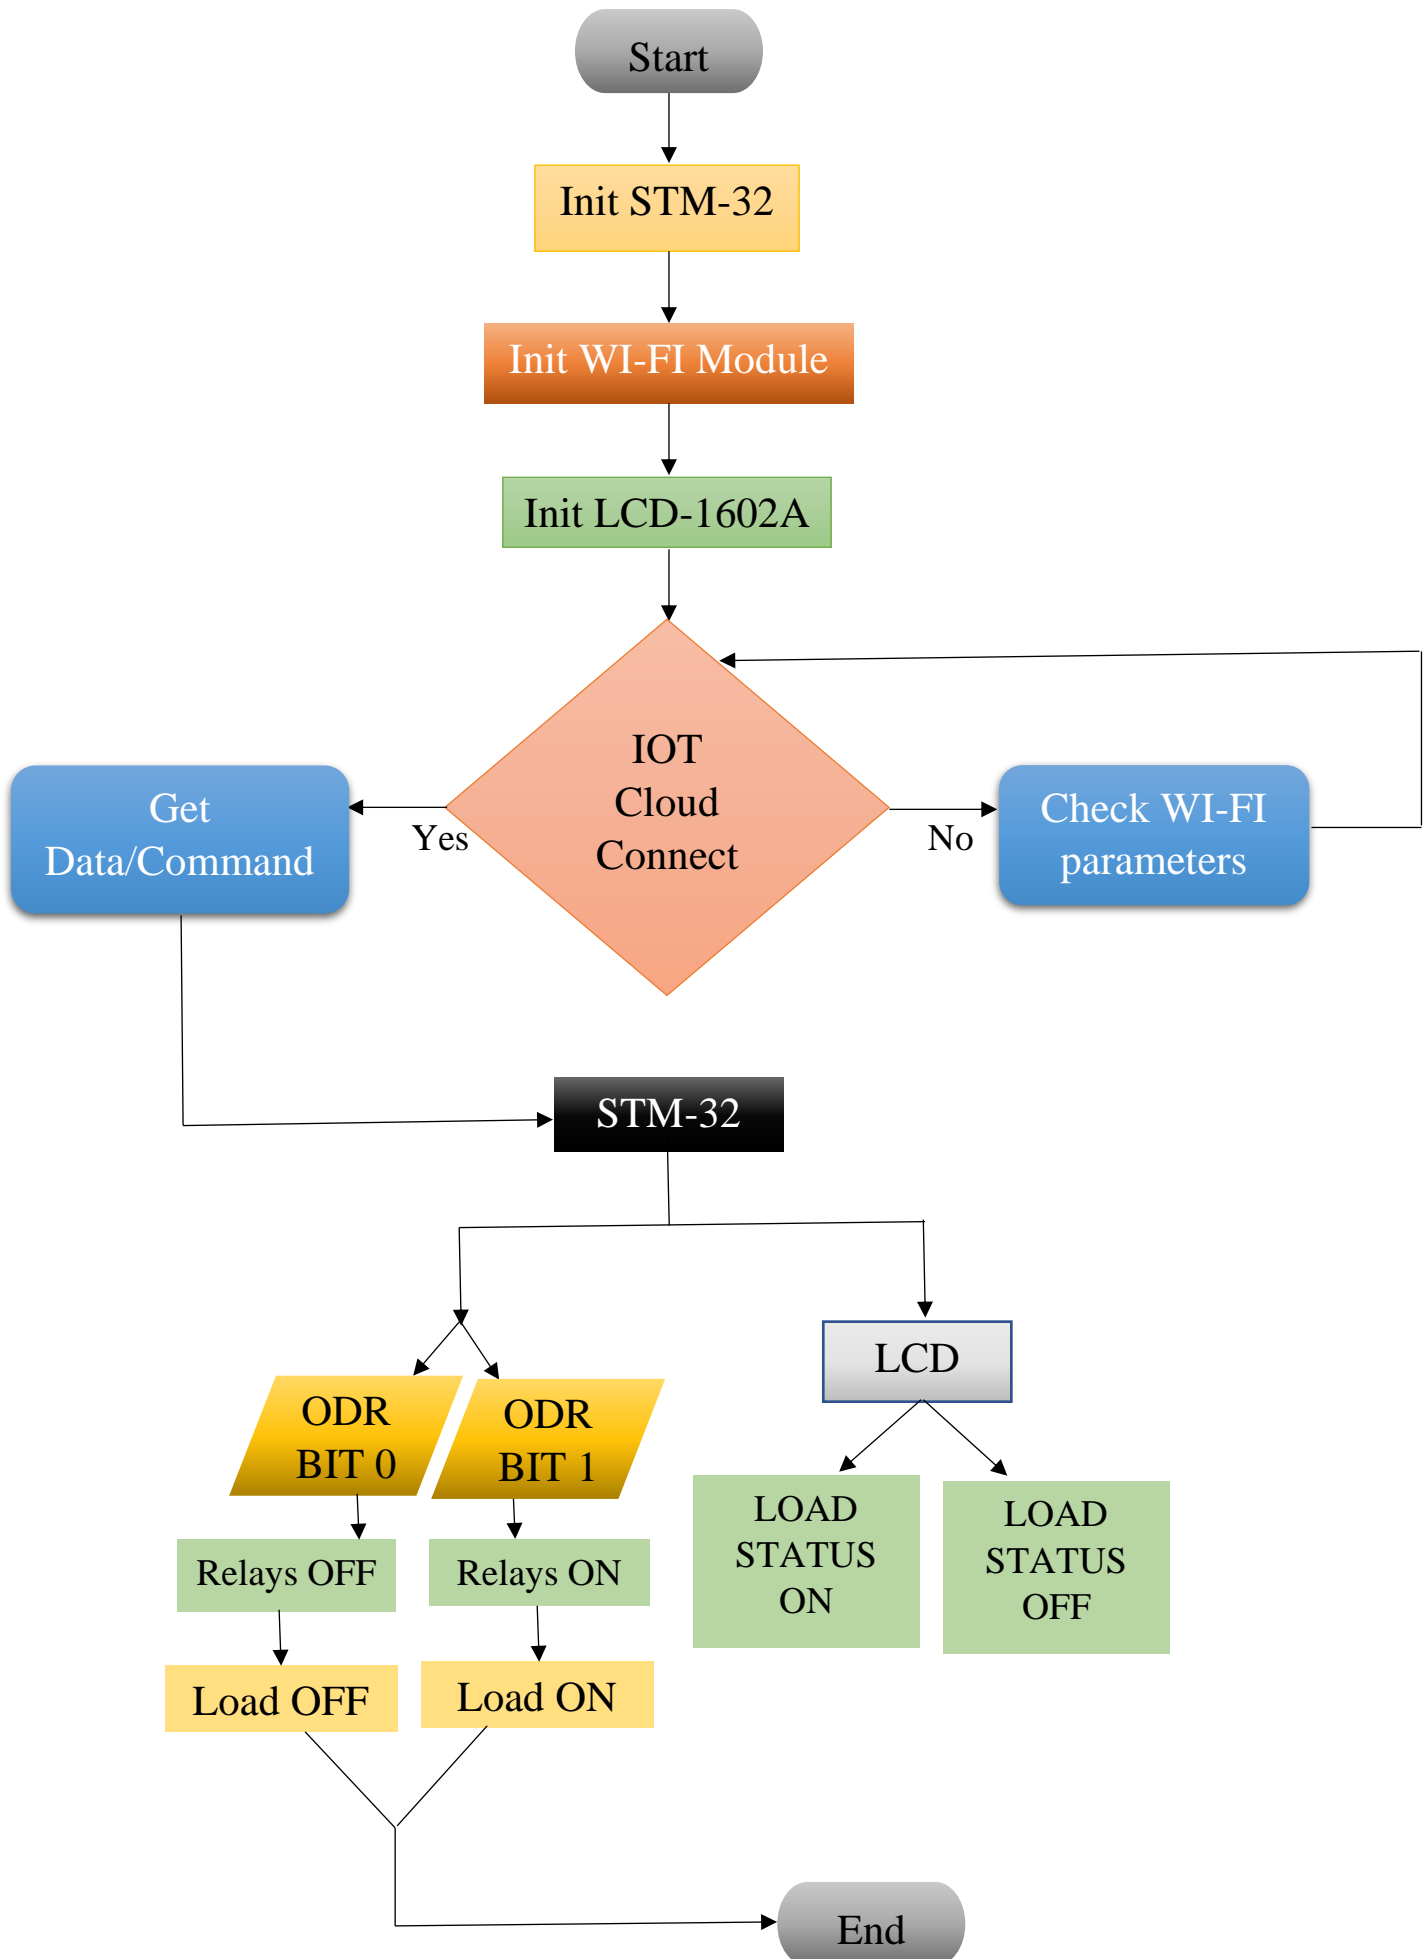 Start
Init STM-32
Init WI-FI Module
Init LCD-1602A
IOT
Cloud
Connect
Get
Data/Command
Yes
No
Check WI-FI
parameters
STM-32
LCD
ODR
BIT 0
ODR
BIT 1
LOAD
STATUS
ON
LOAD
STATUS
OFF
Relays OFF
Relays ON
Load OFF
Load ON
End